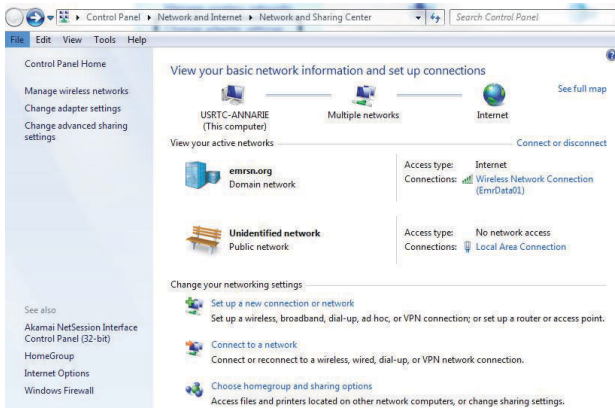 Control Panel ▸ Network and Internet ▸ Network and Sharing Center
Search Control Panel
File Edit View Tools Help
Control Panel Home
Manage wireless networks
Change adapter settings
Change advanced sharing
settings
View your basic network information and set up connections
See full map
USRTC-ANNARIE
(This computer)
Multiple networks
Internet
View your active networks
Connect or disconnect
emrsn.org
Domain network
Access type: Internet
Connections: Wireless Network Connection
(EmrData01)
Unidentified network
Public network
Access type: No network access
Connections: Local Area Connection
Change your networking settings
Set up a new connection or network
Set up a wireless, broadband, dial-up, ad hoc, or VPN connection; or set up a router or access point.
Connect to a network
Connect or reconnect to a wireless, wired, dial-up, or VPN network connection.
Choose homegroup and sharing options
Access files and printers located on other network computers, or change sharing settings.
See also
Akamai NetSession Interface
Control Panel (32-bit)
HomeGroup
Internet Options
Windows Firewall